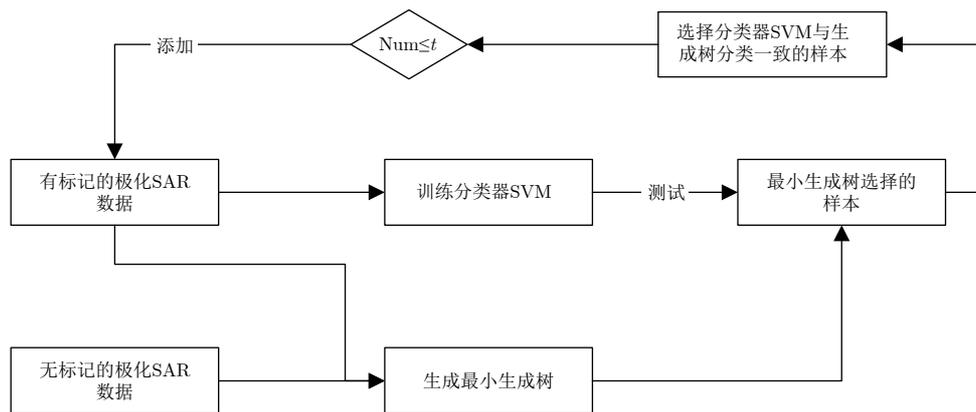 添加
Num≤t
选择分类器SVM与生
成树分类一致的样本
有标记的极化SAR
数据
训练分类器SVM
测试
最小生成树选择的
样本
无标记的极化SAR
数据
生成最小生成树